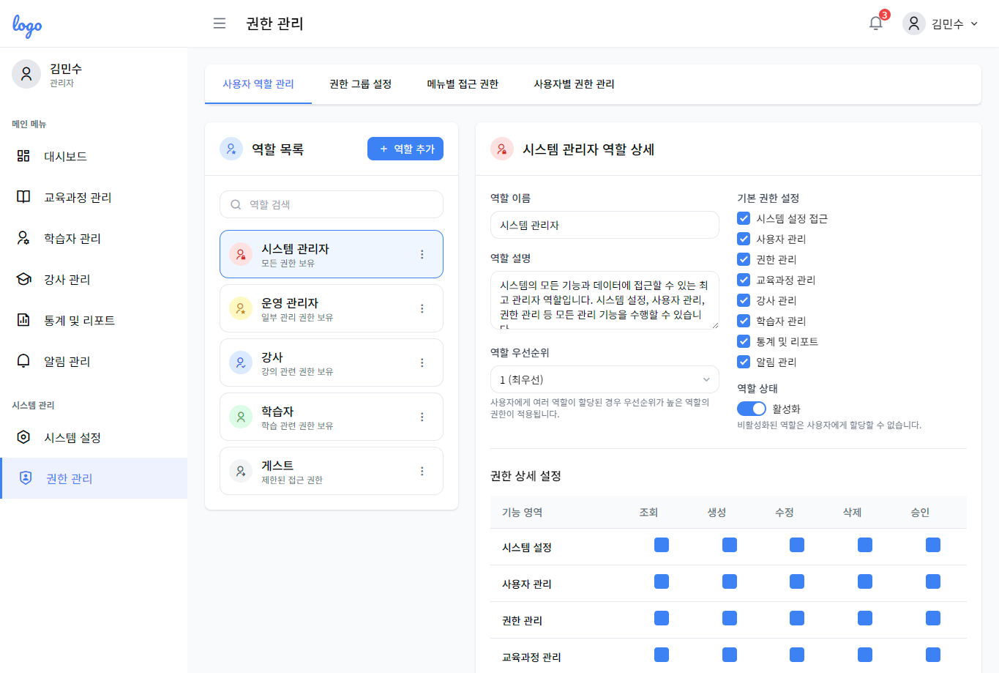 logo
권한 관리
3
김민수
김민수
관리자
메인 메뉴
대시보드
교육과정 관리
학습자 관리
강사 관리
통계 및 리포트
알림 관리
시스템 관리
시스템 설정
권한 관리
사용자 역할 관리
권한 그룹 설정
메뉴별 접근 권한
사용자별 권한 관리
역할 목록
+ 역할 추가
역할 검색
시스템 관리자
모든 권한 보유
운영 관리자
일부 관리 권한 보유
강사
강의 관련 권한 보유
학습자
학습 관련 권한 보유
게스트
제한된 접근 권한
시스템 관리자 역할 상세
역할 이름
시스템 관리자
역할 설명
시스템의 모든 기능과 데이터에 접근할 수 있는 최
고 관리자 역할입니다. 시스템 설정, 사용자 관리,
권한 관리 등 모든 관리 기능을 수행할 수 있습니
다.
역할 우선순위
1 (최우선)
사용자에게 여러 역할이 할당된 경우 우선순위가 높은 역할의
권한이 적용됩니다.
기본 권한 설정
시스템 설정 접근
사용자 관리
권한 관리
교육과정 관리
강사 관리
학습자 관리
통계 및 리포트
알림 관리
역할 상태
활성화
비활성화된 역할은 사용자에게 할당할 수 없습니다.
권한 상세 설정
기능 영역 조회 생성 수정 삭제 승인
시스템 설정
사용자 관리
권한 관리
교육과정 관리